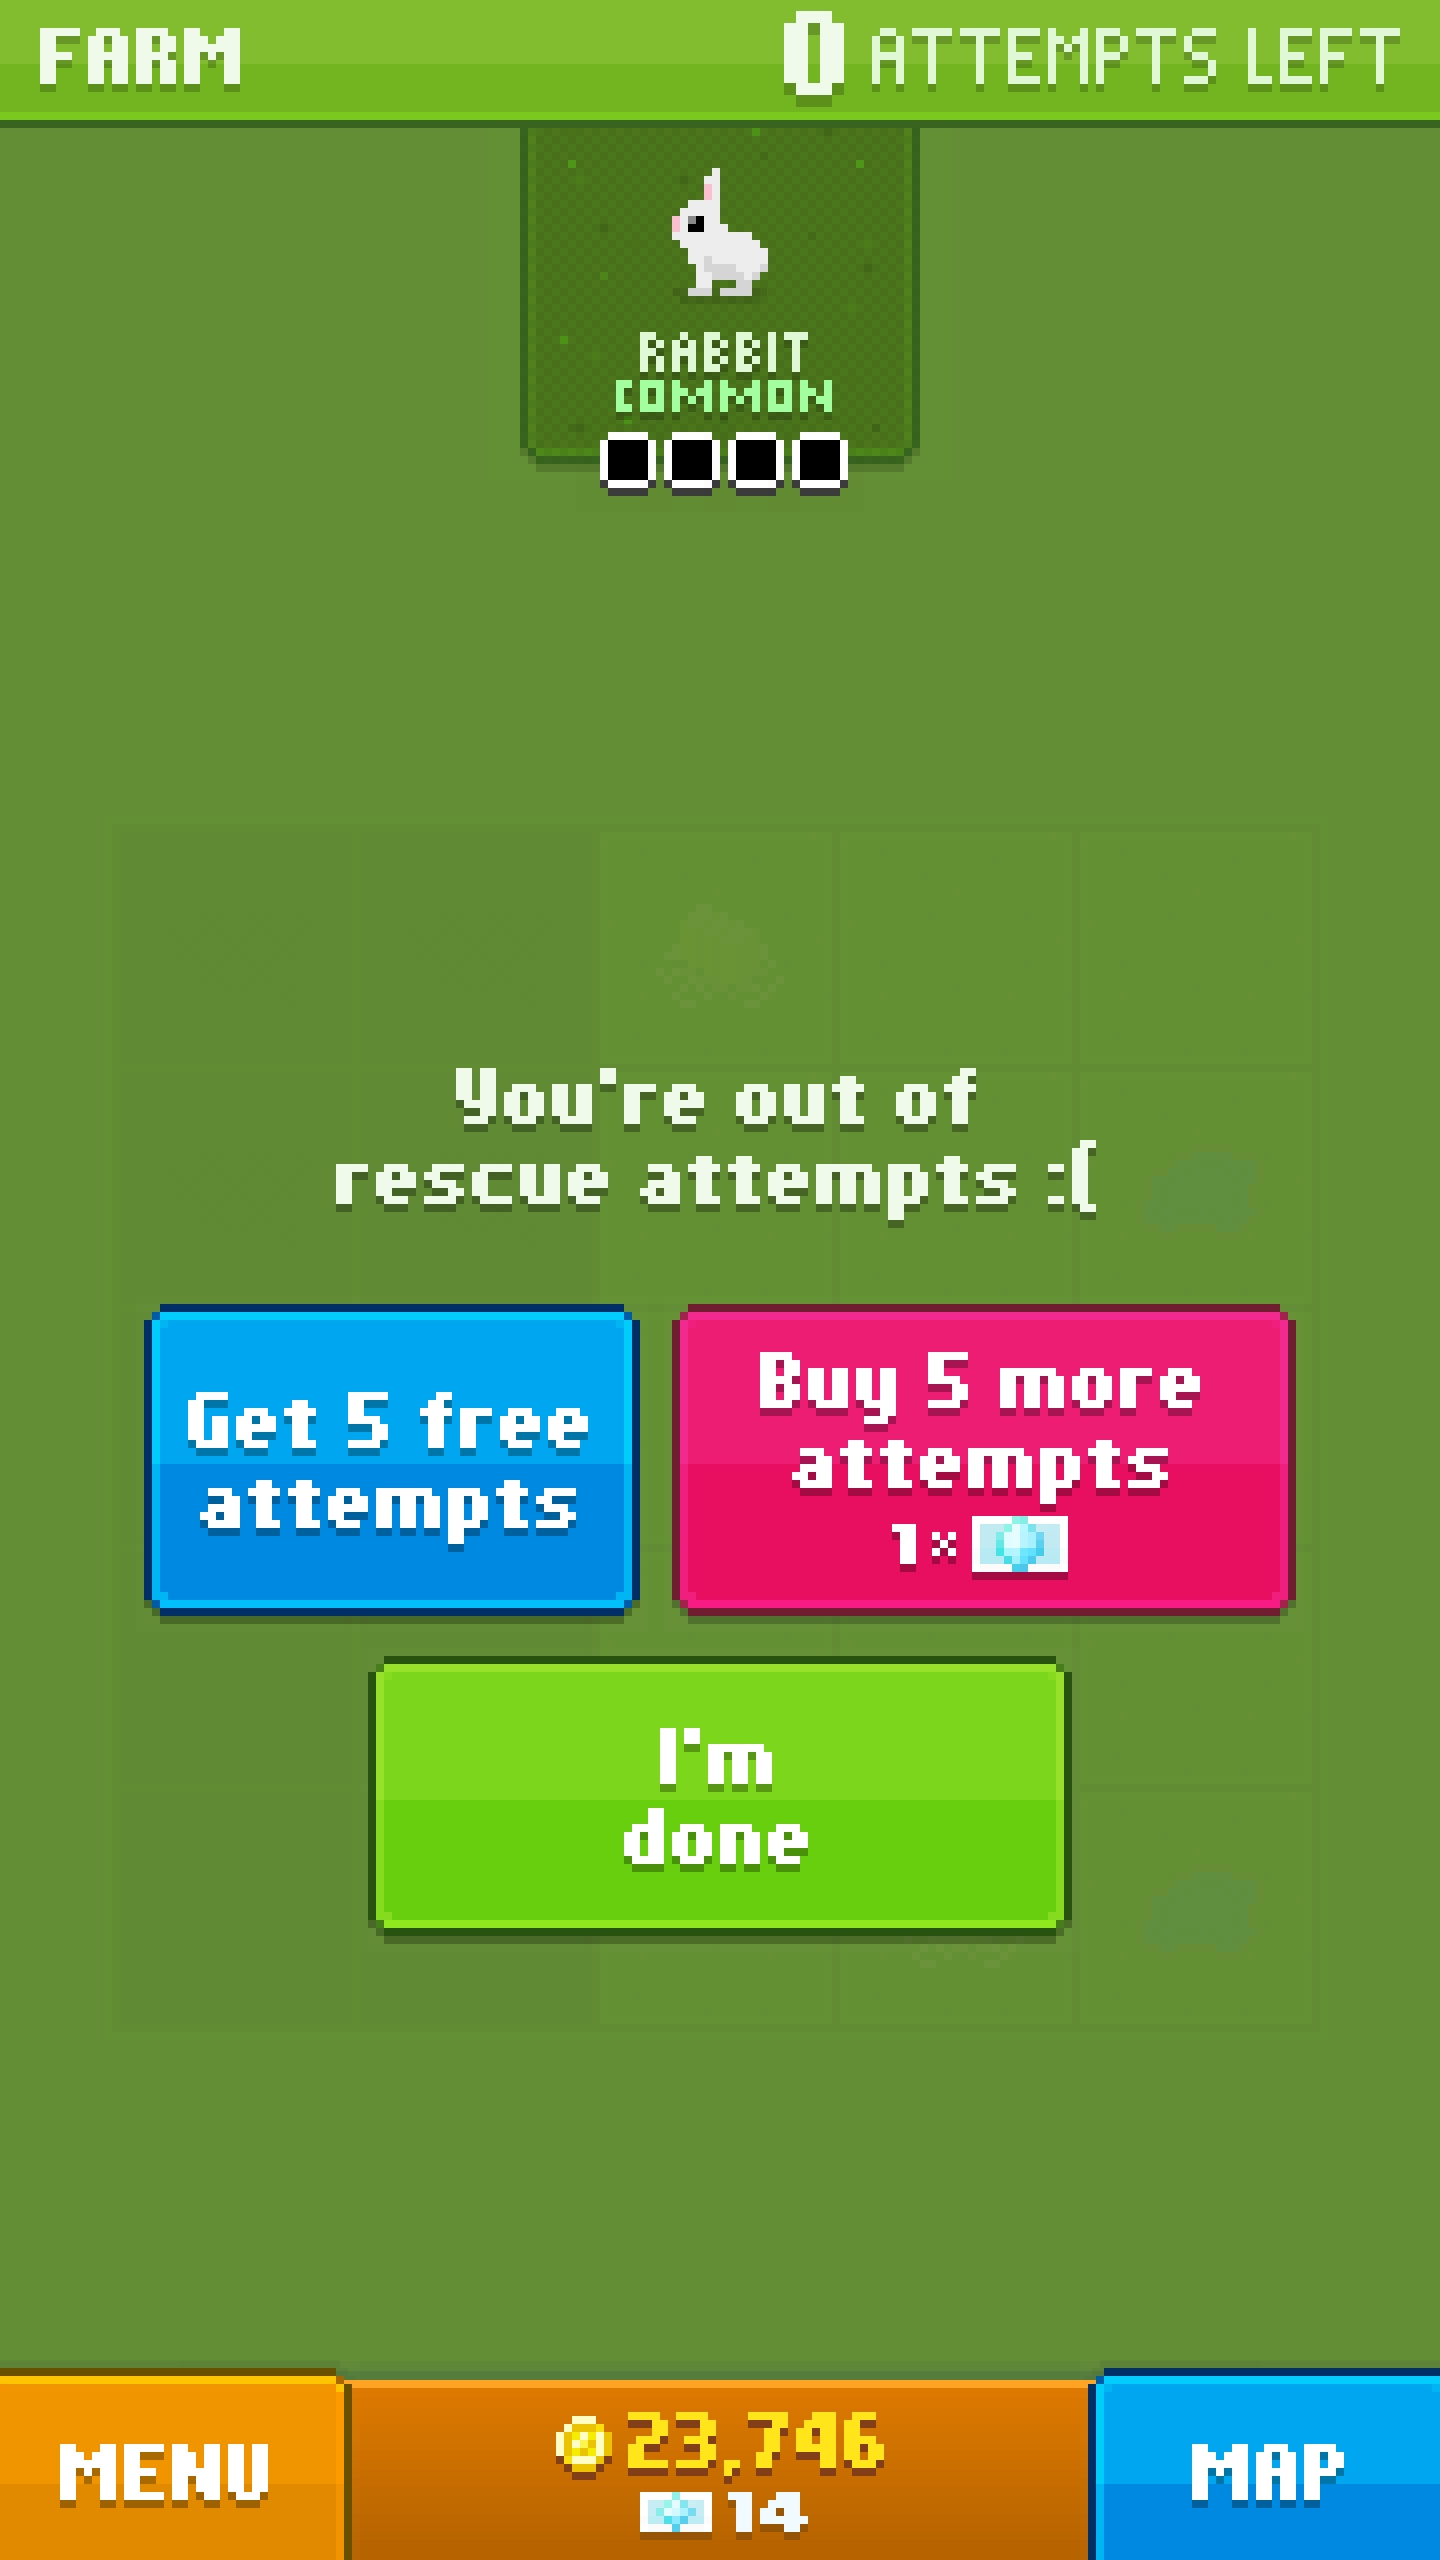 FARM
0 ATTEMPTS LEFT
RABBIT
COMMON
You're out of
rescue attempts :(
Get 5 free
attempts
Buy 5 more
attempts
1×
I'm
done
MENU
23,746
14
MAP